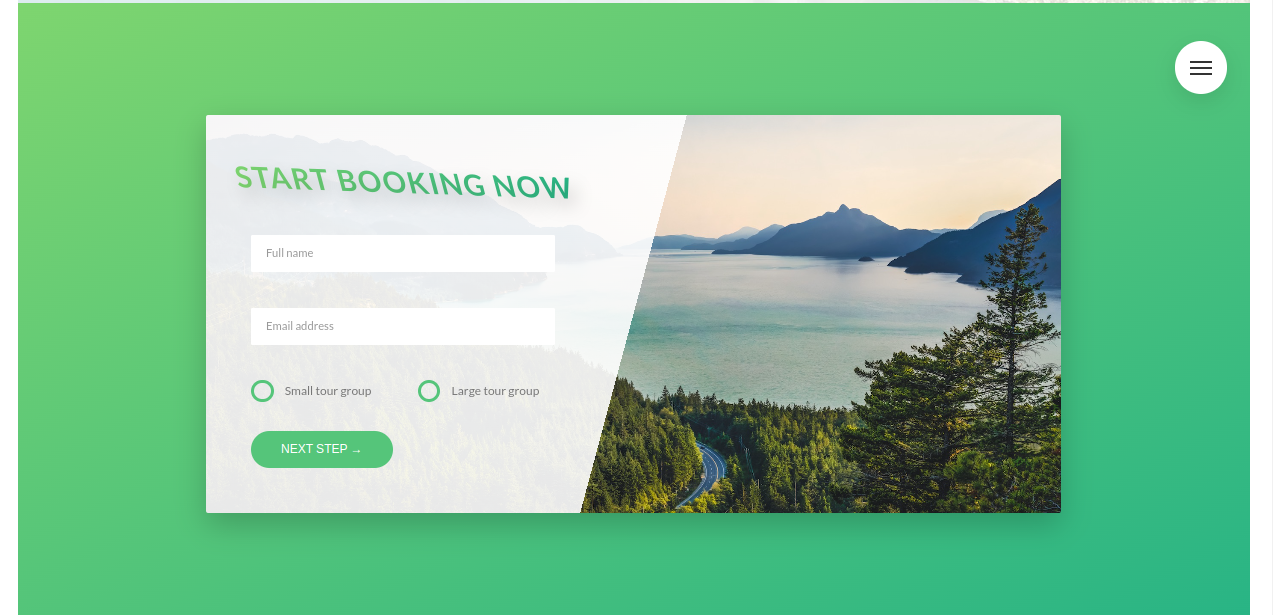 START BOOKING NOW
Full name
Email address
Small tour group
Large tour group
NEXT STEP →